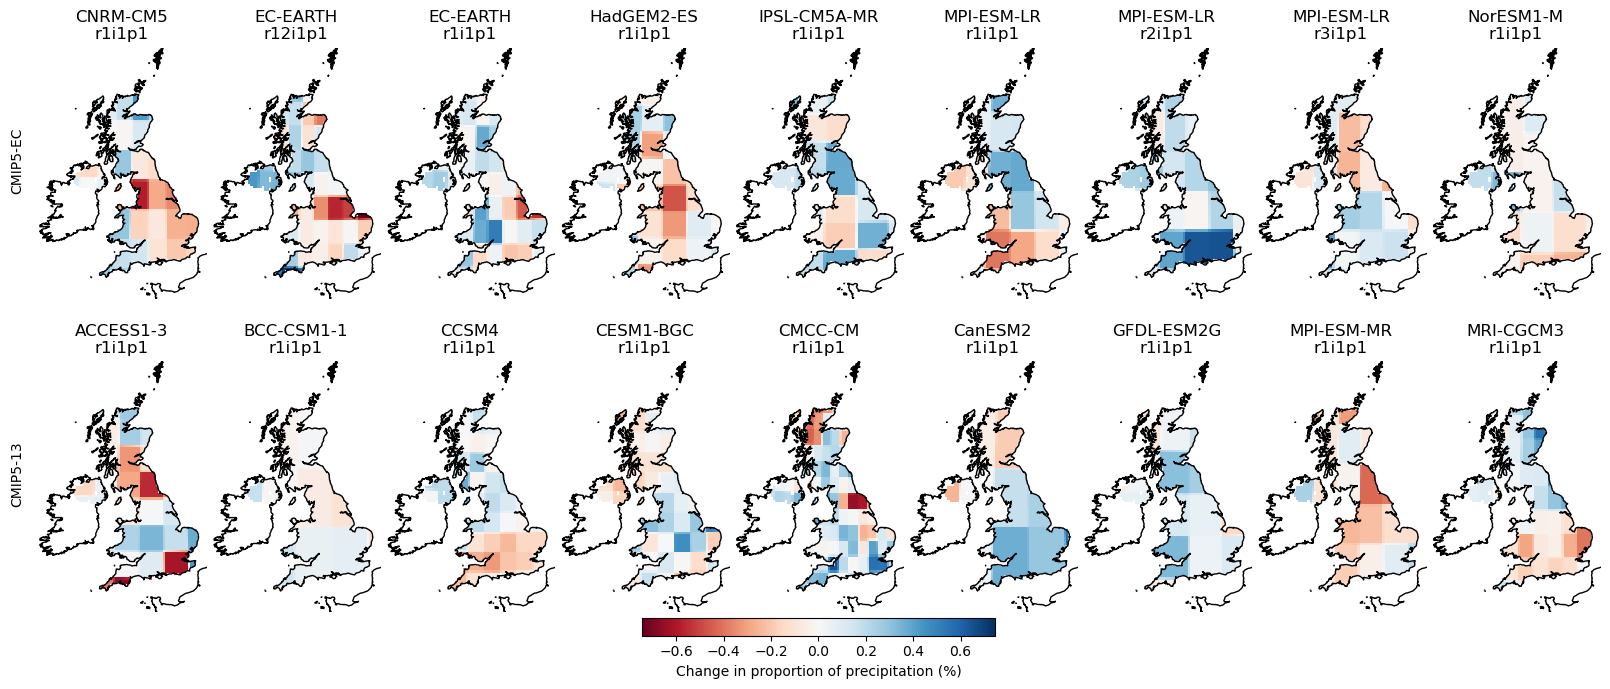 CNRM-CM5 EC-EARTH EC-EARTH HadGEM2-ES IPSL-CM5A-MR MPI-ESM-LR MPI-ESM-LR MPI-ESM-LR NorESM1-M
r1i1p1 r12i1p1 r1i1p1 r1i1p1 r1i1p1 r1i1p1 r2i1p1 r3i1p1 r1i1p1
CMIP5-EC
ACCESS1-3 BCC-CSM1-1 CCSM4 CESM1-BGC CMCC-CM CanESM2 GFDL-ESM2G MPI-ESM-MR MRI-CGCM3
r1i1p1 r1i1p1 r1i1p1 r1i1p1 r1i1p1 r1i1p1 r1i1p1 r1i1p1 r1i1p1
CMIP5-13
−0.6 −0.4 −0.2 0.0 0.2 0.4 0.6
Change in proportion of precipitation (%)